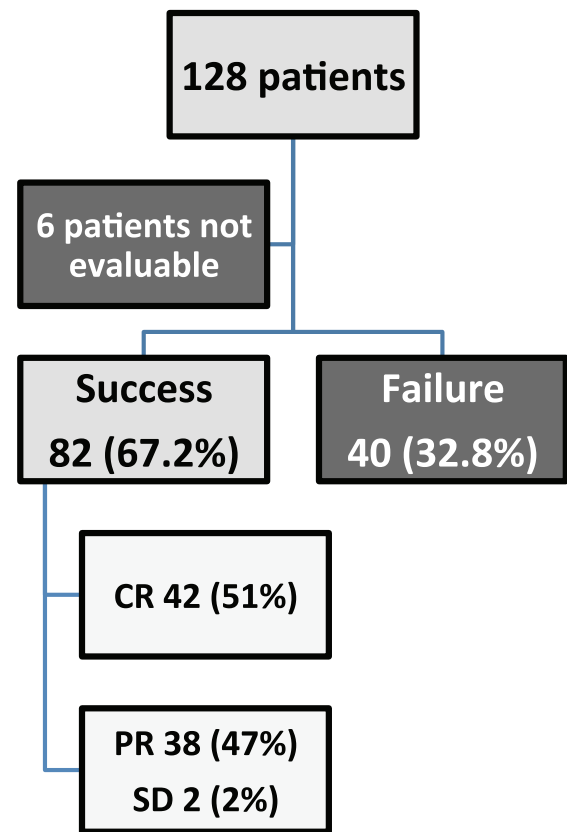 128 patients
6 patients not
evaluable
Success
82 (67.2%)
Failure
40 (32.8%)
CR 42 (51%)
PR 38 (47%)
SD 2 (2%)